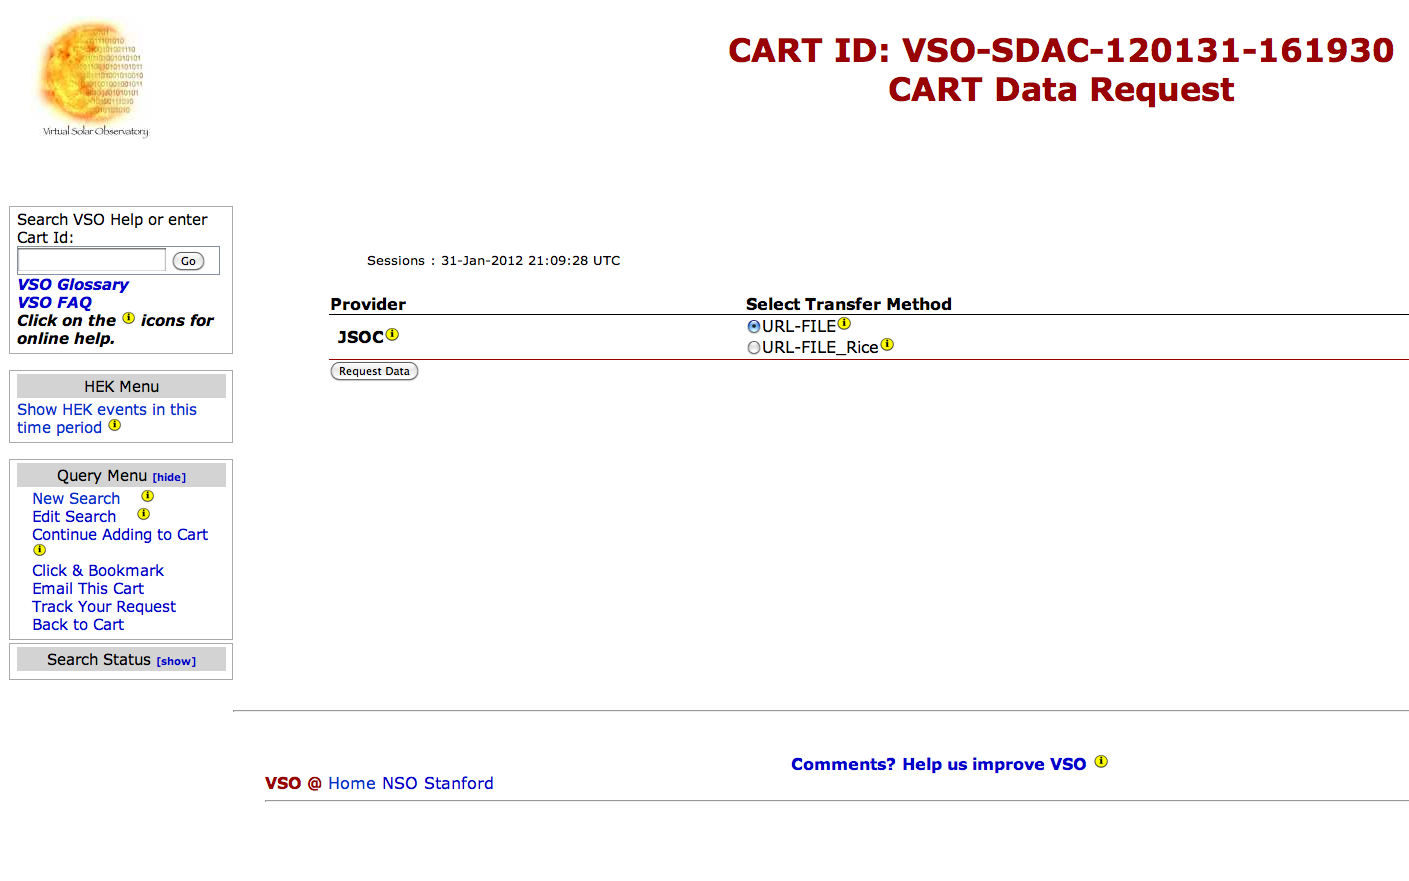 CART ID: VSO-SDAC-120131-161930
CART Data Request
Virtual Solar Observatory
Search VSO Help or enter
Cart Id:
Go
VSO Glossary
VSO FAQ
Click on the i icons for
online help.
HEK Menu
Show HEK events in this
time period i
Query Menu [hide]
New Search i
Edit Search i
Continue Adding to Cart
i
Click & Bookmark
Email This Cart
Track Your Request
Back to Cart
Search Status [show]
Sessions : 31-Jan-2012 21:09:28 UTC
Provider Select Transfer Method
JSOC i
URL-FILE i
URL-FILE_Rice i
Request Data
Comments? Help us improve VSO i
VSO @ Home NSO Stanford